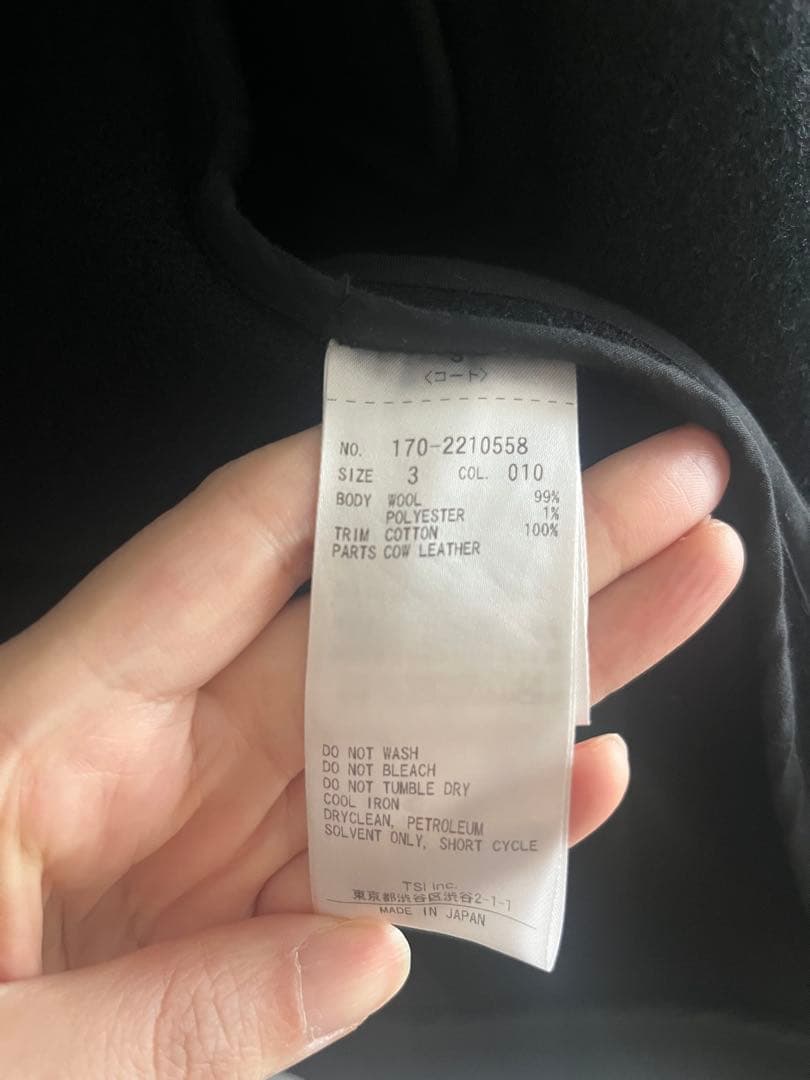 〈コート〉
NO. 170-2210558
SIZE 3 COL. 010
BODY WOOL 99%
POLYESTER 1%
TRIM COTTON 100%
PARTS COW LEATHER
DO NOT WASH
DO NOT BLEACH
DO NOT TUMBLE DRY
COOL IRON
DRYCLEAN, PETROLEUM
SOLVENT ONLY, SHORT CYCLE
TSI inc.
東京都渋谷区渋谷2-1-1
MADE IN JAPAN